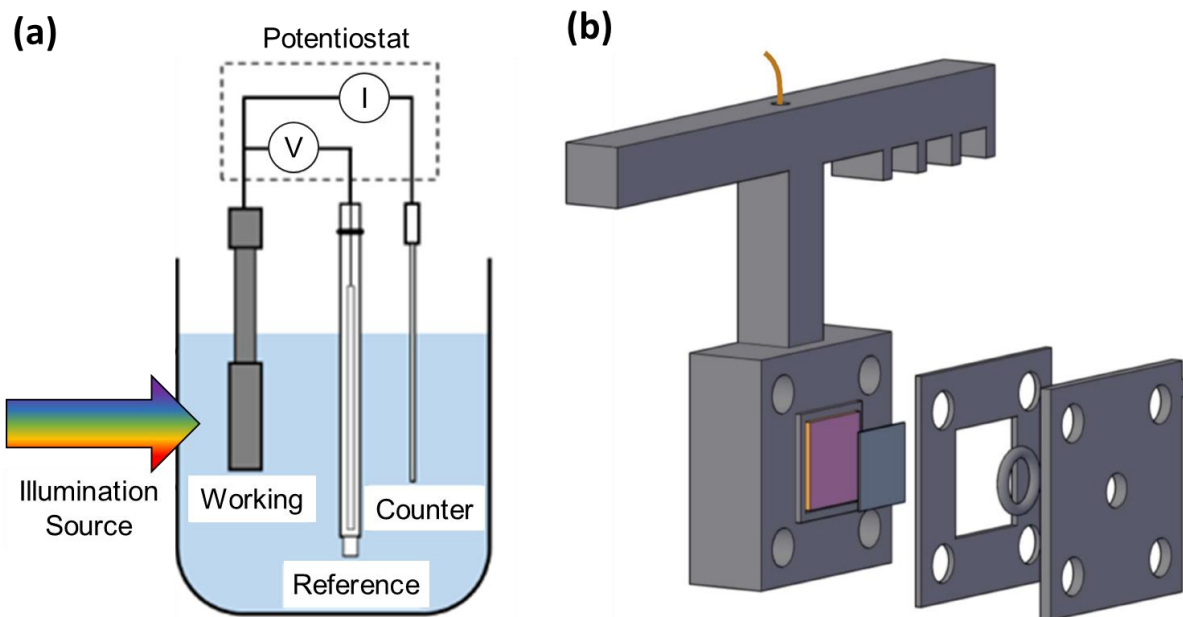 (a)
Potentiostat
I
V
Illumination
Source
Working
Counter
Reference
(b)